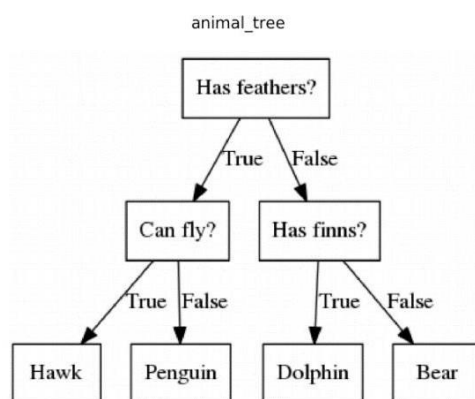 animal_tree
Has feathers?
True False
Can fly? Has finns?
True False True False
Hawk Penguin Dolphin Bear